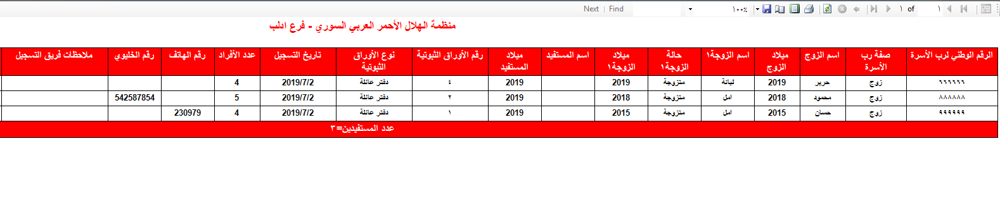 Next | Find ١٠٠٪ ١ of ١
منظمة الهلال الأحمر العربي السوري - فرع ادلب
الرقم الوطني لرب الأسرة صفة رب الأسرة اسم الزوج ميلاد الزوج اسم الزوجة١ حالة الزوجة١ ميلاد الزوجة١ اسم المستفيد ميلاد المستفيد رقم الأوراق الثبوتية نوع الأوراق الثبوتية تاريخ التسجيل عدد الأفراد رقم الهاتف رقم الخليوي ملاحظات فريق التسجيل
٦٦٦٦٦٦ زوج حرير 2019 لبانة متزوجة 2019 2019 ٤ دفتر عائلة 2019/7/2 4
٨٨٨٨٨٨ زوج محمود 2018 امل متزوجة 2018 2019 ٢ دفتر عائلة 2019/7/2 5 542587854
٩٩٩٩٩٩ زوج حسان 2015 امل متزوجة 2015 2019 ١ دفتر عائلة 2019/7/2 4 230979
عدد المستفيدين=٣